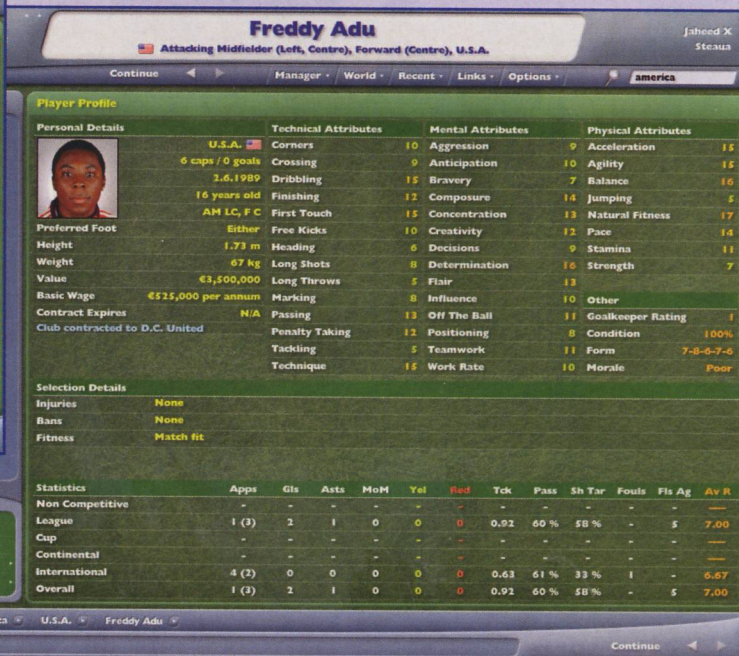 Freddy Adu
Attacking Midfielder (Left, Centre), Forward (Centre), U.S.A.
Jaheed X
Steaua
Continue Manager World Recent Links Options america
Player Profile
Personal Details Technical Attributes Mental Attributes Physical Attributes
U.S.A. Corners 10 Aggression 9 Acceleration 15
6 caps / 0 goals Crossing 9 Anticipation 10 Agility 15
2.6.1989 Dribbling 15 Bravery 7 Balance 16
16 years old Finishing 12 Composure 14 Jumping 5
AM LC, F C First Touch 15 Concentration 13 Natural Fitness 17
Preferred Foot Either Free Kicks 10 Creativity 12 Pace 14
Height 1.73 m Heading 6 Decisions 9 Stamina 11
Weight 67 kg Long Shots 8 Determination 16 Strength 7
Value €3,500,000 Long Throws 5 Flair 13
Basic Wage €525,000 per annum Marking 8 Influence 10 Other
Contract Expires N/A Passing 13 Off The Ball 11 Goalkeeper Rating 1
Club contracted to D.C. United Penalty Taking 12 Positioning 8 Condition 100%
Tackling 5 Teamwork 11 Form 7-8-6-7-6
Technique 15 Work Rate 10 Morale Poor
Selection Details
Injuries None
Bans None
Fitness Match fit
Statistics Apps Gls Asts MoM Yel Red Tck Pass Sh Tar Fouls Fls Ag Av R
Non Competitive - - - - - - - - - - - —
League 1 (3) 2 1 0 0 0 0.92 60 % 58 % - 5 7.00
Cup - - - - - - - - - - - —
Continental - - - - - - - - - - - —
International 4 (2) 0 0 0 0 0 0.63 61 % 33 % 1 - 6.67
Overall 1 (3) 2 1 0 0 0 0.92 60 % 58 % - 5 7.00
U.S.A. Freddy Adu
Continue